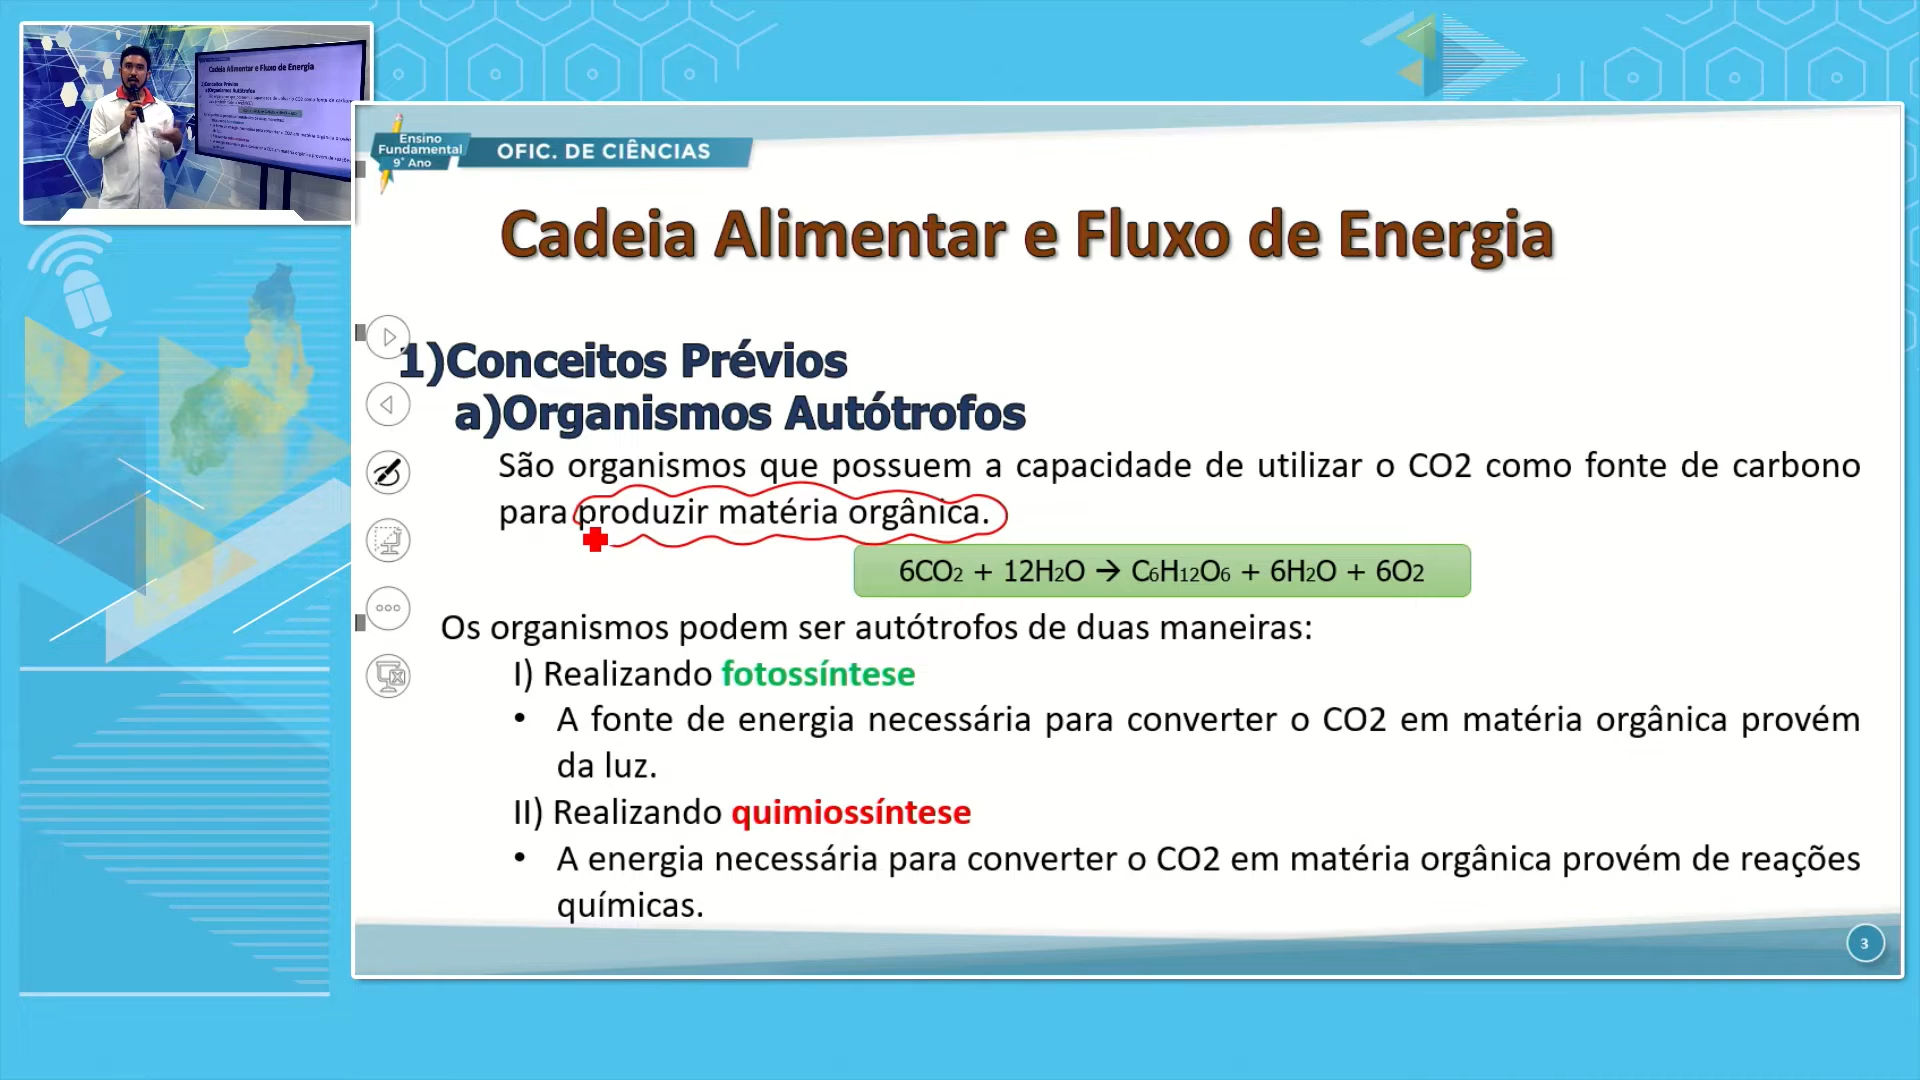 Cadeia Alimentar e Fluxo de Energia
Ensino
Fundamental
9° Ano
OFIC. DE CIÊNCIAS
Cadeia Alimentar e Fluxo de Energia
1)Conceitos Prévios
a)Organismos Autótrofos
São organismos que possuem a capacidade de utilizar o CO2 como fonte de carbono
para produzir matéria orgânica.
6CO2 + 12H2O → C6H12O6 + 6H2O + 6O2
Os organismos podem ser autótrofos de duas maneiras:
I) Realizando fotossíntese
• A fonte de energia necessária para converter o CO2 em matéria orgânica provém
da luz.
II) Realizando quimiossíntese
• A energia necessária para converter o CO2 em matéria orgânica provém de reações
químicas.
3